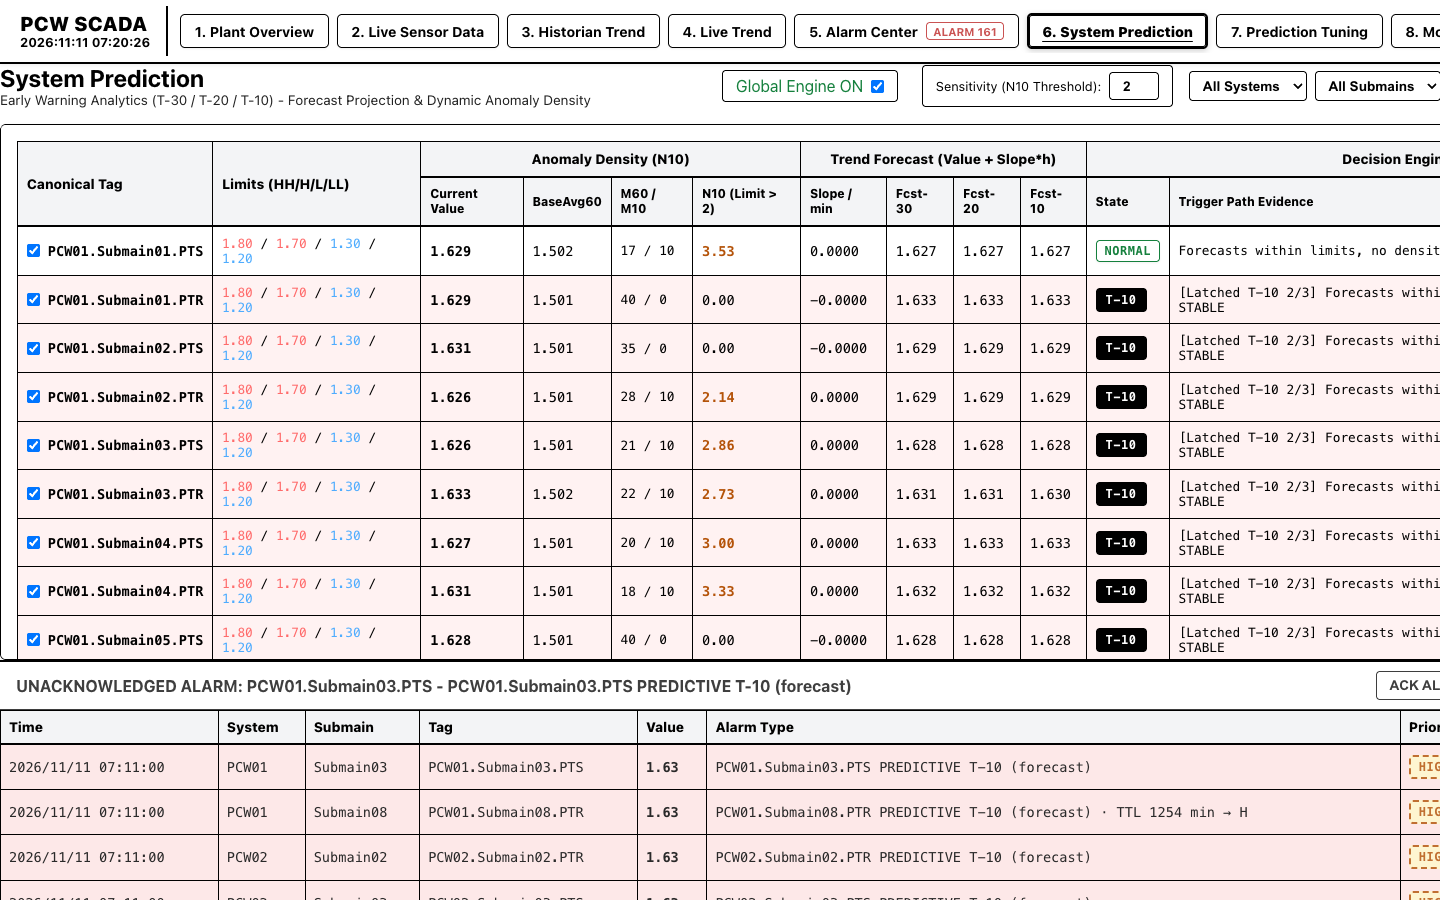 PCW SCADA
2026:11:11 07:20:26
1. Plant Overview
2. Live Sensor Data
3. Historian Trend
4. Live Trend
5. Alarm Center ALARM 161
6. System Prediction
7. Prediction Tuning
8. Mo
System Prediction
Early Warning Analytics (T-30 / T-20 / T-10) - Forecast Projection & Dynamic Anomaly Density
Global Engine ON
Sensitivity (N10 Threshold): 2
All Systems
All Submains
Canonical Tag Limits (HH/H/L/LL) Anomaly Density (N10) Trend Forecast (Value + Slope*h) Decision Engin
Current Value BaseAvg60 M60 / M10 N10 (Limit > 2) Slope / min Fcst-30 Fcst-20 Fcst-10 State Trigger Path Evidence
PCW01.Submain01.PTS 1.80 / 1.70 / 1.30 / 1.20 1.629 1.502 17 / 10 3.53 0.0000 1.627 1.627 1.627 NORMAL Forecasts within limits, no densit
PCW01.Submain01.PTR 1.80 / 1.70 / 1.30 / 1.20 1.629 1.501 40 / 0 0.00 -0.0000 1.633 1.633 1.633 T-10 [Latched T-10 2/3] Forecasts withi STABLE
PCW01.Submain02.PTS 1.80 / 1.70 / 1.30 / 1.20 1.631 1.501 35 / 0 0.00 -0.0000 1.629 1.629 1.629 T-10 [Latched T-10 2/3] Forecasts withi STABLE
PCW01.Submain02.PTR 1.80 / 1.70 / 1.30 / 1.20 1.626 1.501 28 / 10 2.14 0.0000 1.629 1.629 1.629 T-10 [Latched T-10 2/3] Forecasts withi STABLE
PCW01.Submain03.PTS 1.80 / 1.70 / 1.30 / 1.20 1.626 1.501 21 / 10 2.86 0.0000 1.628 1.628 1.628 T-10 [Latched T-10 2/3] Forecasts withi STABLE
PCW01.Submain03.PTR 1.80 / 1.70 / 1.30 / 1.20 1.633 1.502 22 / 10 2.73 0.0000 1.631 1.631 1.630 T-10 [Latched T-10 2/3] Forecasts withi STABLE
PCW01.Submain04.PTS 1.80 / 1.70 / 1.30 / 1.20 1.627 1.501 20 / 10 3.00 0.0000 1.633 1.633 1.633 T-10 [Latched T-10 2/3] Forecasts withi STABLE
PCW01.Submain04.PTR 1.80 / 1.70 / 1.30 / 1.20 1.631 1.501 18 / 10 3.33 0.0000 1.632 1.632 1.632 T-10 [Latched T-10 2/3] Forecasts withi STABLE
PCW01.Submain05.PTS 1.80 / 1.70 / 1.30 / 1.20 1.628 1.501 40 / 0 0.00 -0.0000 1.628 1.628 1.628 T-10 [Latched T-10 2/3] Forecasts withi STABLE
UNACKNOWLEDGED ALARM: PCW01.Submain03.PTS - PCW01.Submain03.PTS PREDICTIVE T-10 (forecast)
ACK AL
Time System Submain Tag Value Alarm Type Prior
2026/11/11 07:11:00 PCW01 Submain03 PCW01.Submain03.PTS 1.63 PCW01.Submain03.PTS PREDICTIVE T-10 (forecast) HIG
2026/11/11 07:11:00 PCW01 Submain08 PCW01.Submain08.PTR 1.63 PCW01.Submain08.PTR PREDICTIVE T-10 (forecast) · TTL 1254 min → H HIG
2026/11/11 07:11:00 PCW02 Submain02 PCW02.Submain02.PTR 1.63 PCW02.Submain02.PTR PREDICTIVE T-10 (forecast) HIG